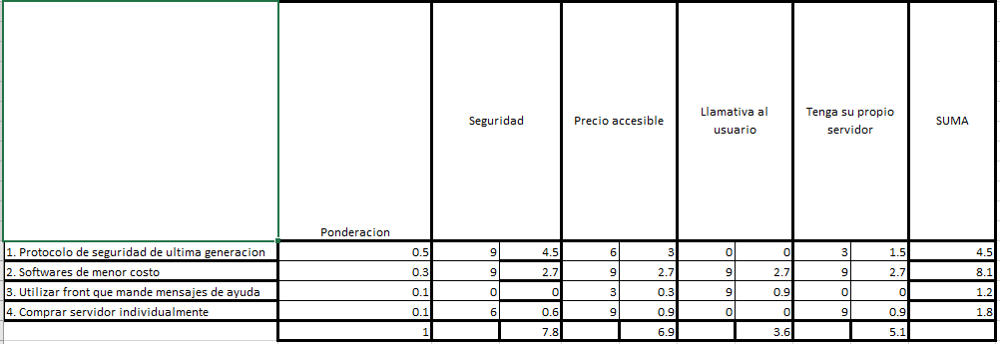 Ponderacion Seguridad Precio accesible Llamativa al usuario Tenga su propio servidor SUMA
1. Protocolo de seguridad de ultima generacion 0.5 9 4.5 6 3 0 0 3 1.5 4.5
2. Softwares de menor costo 0.3 9 2.7 9 2.7 9 2.7 9 2.7 8.1
3. Utilizar front que mande mensajes de ayuda 0.1 0 0 3 0.3 9 0.9 0 0 1.2
4. Comprar servidor individualmente 0.1 6 0.6 9 0.9 0 0 9 0.9 1.8
1 7.8 6.9 3.6 5.1